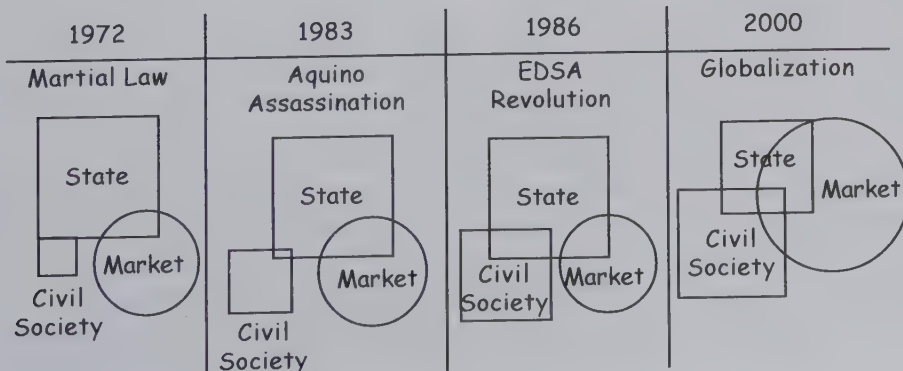 1972
Martial Law
State
Market
Civil
Society
1983
Aquino
Assassination
State
Market
Civil
Society
1986
EDSA
Revolution
State
Civil
Society
Market
2000
Globalization
State
Market
Civil
Society